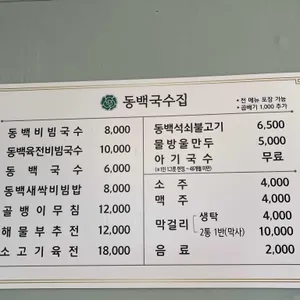 동백국수집
• 전 메뉴 포장 가능
• 곱배기 1,000 추가
동백비빔국수 8,000
동백육전비빔국수 10,000
동백국수 6,000
동백새싹비빔밥 8,000
골뱅이무침 12,000
해물부추전 12,000
소고기육전 18,000
동백석쇠불고기 6,500
물방울만두 5,000
아기국수 무료
소주 4,000
맥주 4,000
막걸리 생탁 4,000
2통 1반(막사) 10,000
음료 2,000